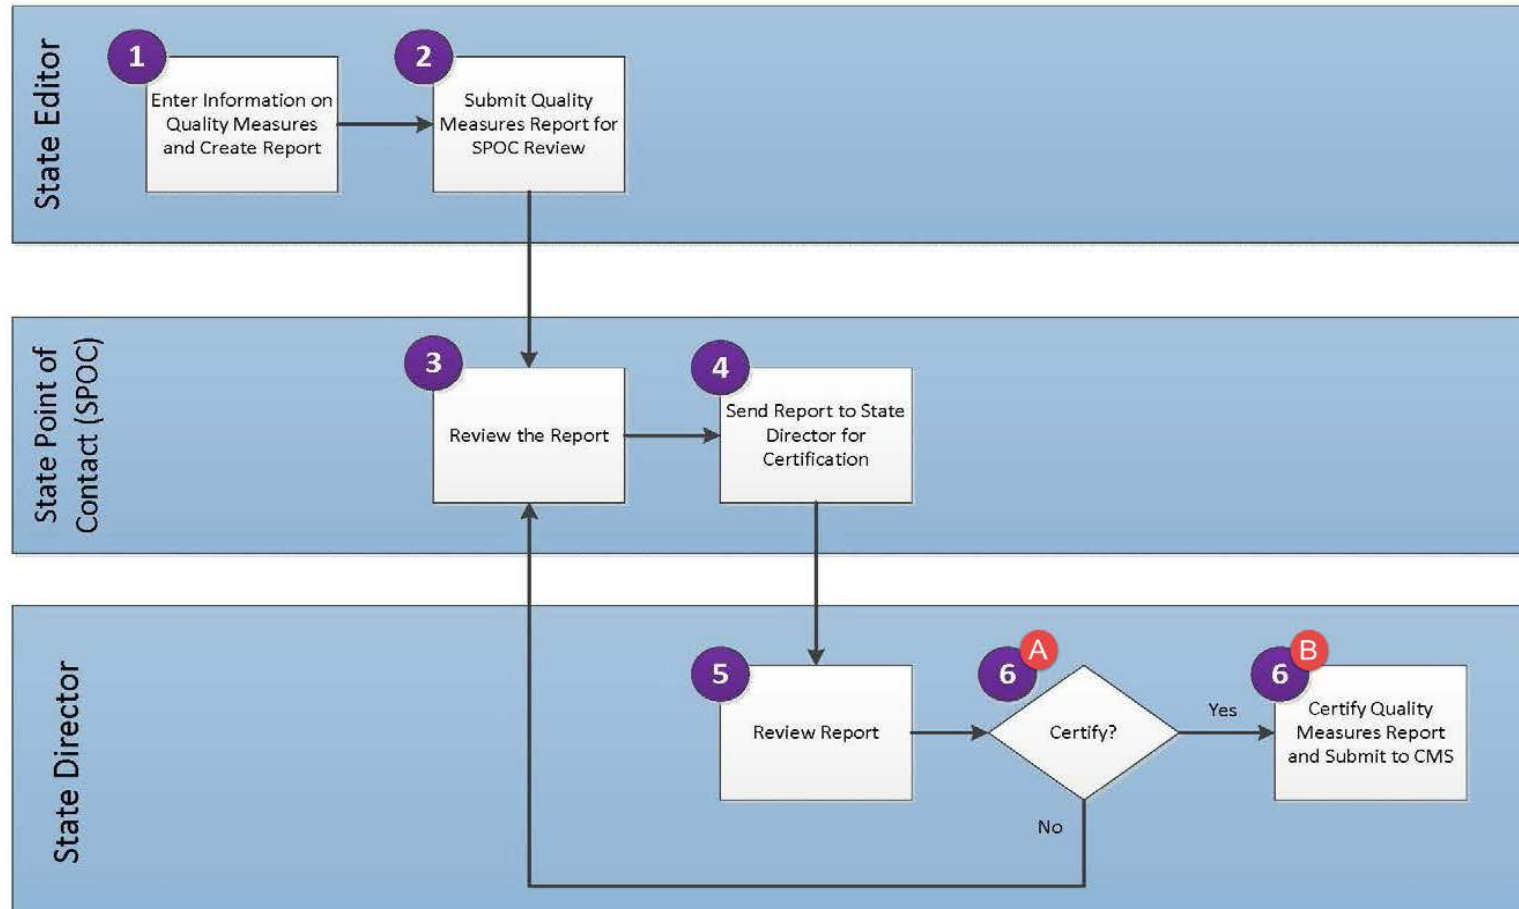 State Editor
1
Enter Information on
Quality Measures
and Create Report
2
Submit Quality
Measures Report for
SPOC Review
State Point of
Contact (SPOC)
3
Review the Report
4
Send Report to State
Director for
Certification
State Director
5
Review Report
6
A
Certify?
Yes
No
6
B
Certify Quality
Measures Report
and Submit to CMS